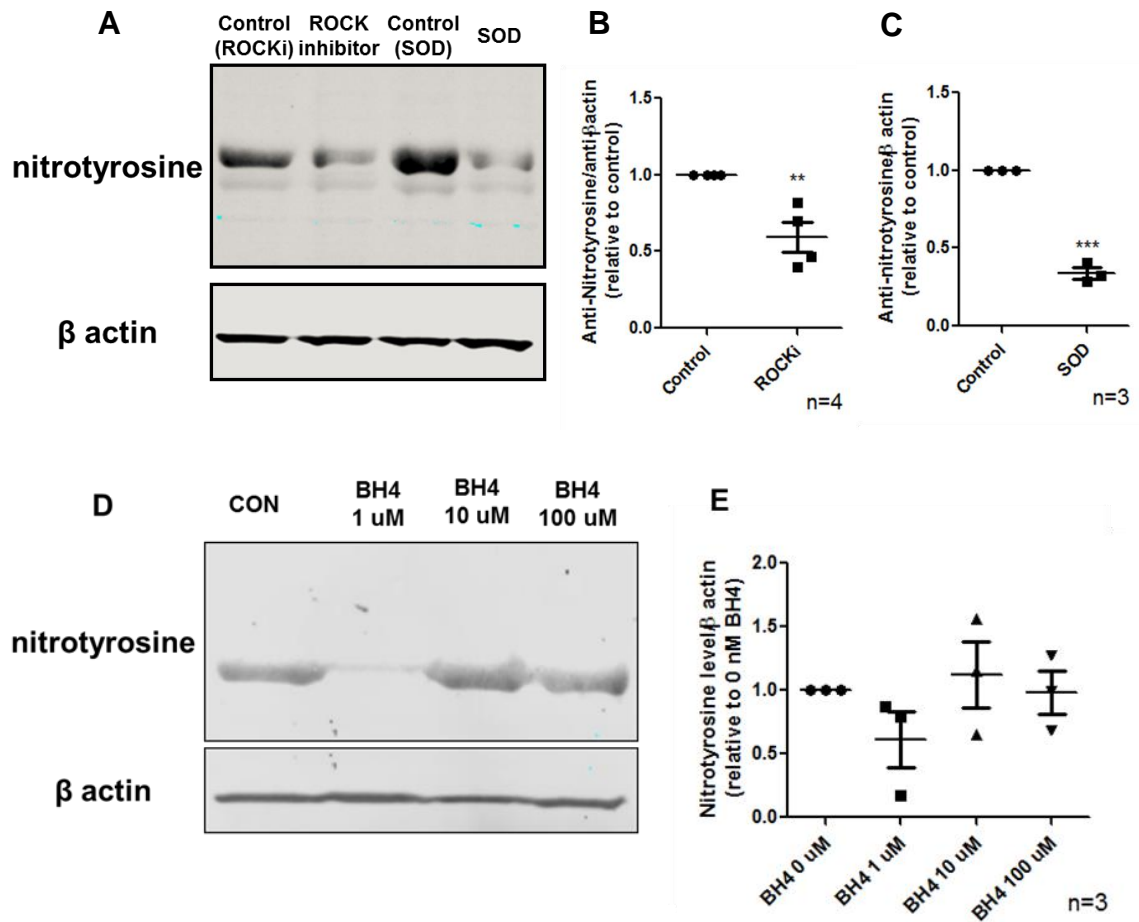 A
Control
(ROCKi)
ROCK
inhibitor
Control
(SOD)
SOD
nitrotyrosine
β actin
B
Anti-Nitrotyrosine/anti-βactin
(relative to control)
1.5
1.0
0.5
0.0
**
Control
ROCKi
n=4
C
Anti-nitrotyrosine/β actin
(relative to control)
1.5
1.0
0.5
0.0
***
Control
SOD
n=3
D
CON
BH4
1 uM
BH4
10 uM
BH4
100 uM
nitrotyrosine
β actin
E
Nitrotyrosine level/β actin
(relative to 0 nM BH4)
2.0
1.5
1.0
0.5
0.0
BH4 0 uM
BH4 1 uM
BH4 10 uM
BH4 100 uM
n=3